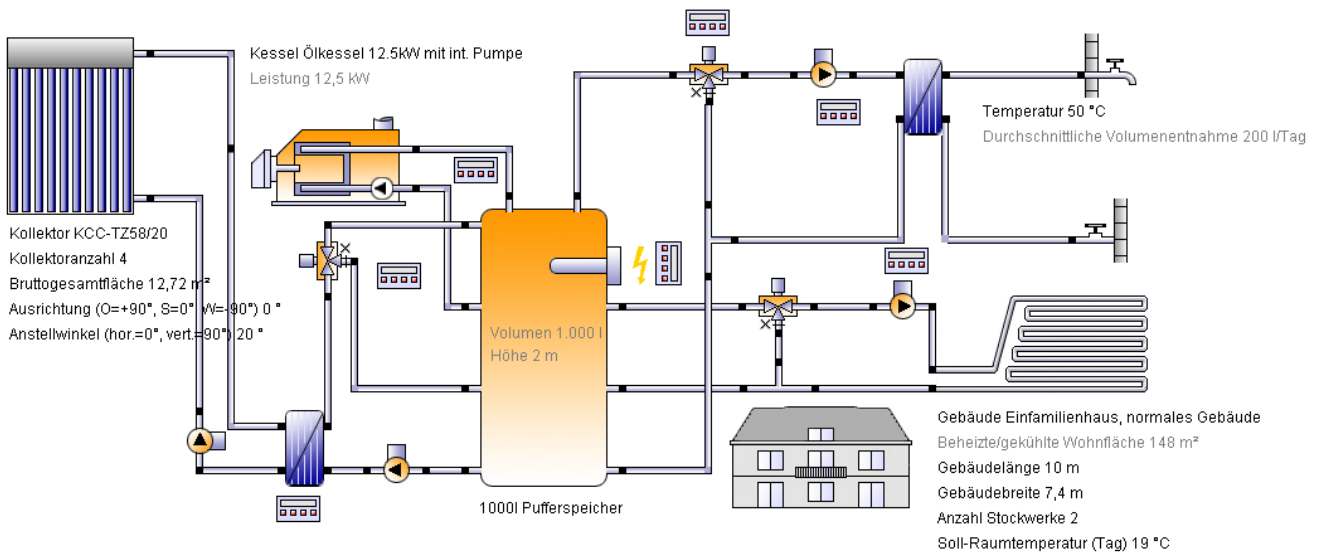 Kessel Ölkessel 12.5kW mit int. Pumpe
Leistung 12,5 kW
Temperatur 50 °C
Durchschnittliche Volumenentnahme 200 l/Tag
Kollektor KCC-TZ58/20
Kollektoranzahl 4
Bruttogesamtfläche 12,72 m²
Ausrichtung (O=+90°, S=0°, W=-90°) 0 °
Anstellwinkel (hor.=0°, vert.=90°) 20 °
Volumen 1.000 l
Höhe 2 m
1000l Pufferspeicher
Gebäude Einfamilienhaus, normales Gebäude
Beheizte/gekühlte Wohnfläche 148 m²
Gebäudelänge 10 m
Gebäudebreite 7,4 m
Anzahl Stockwerke 2
Soll-Raumtemperatur (Tag) 19 °C